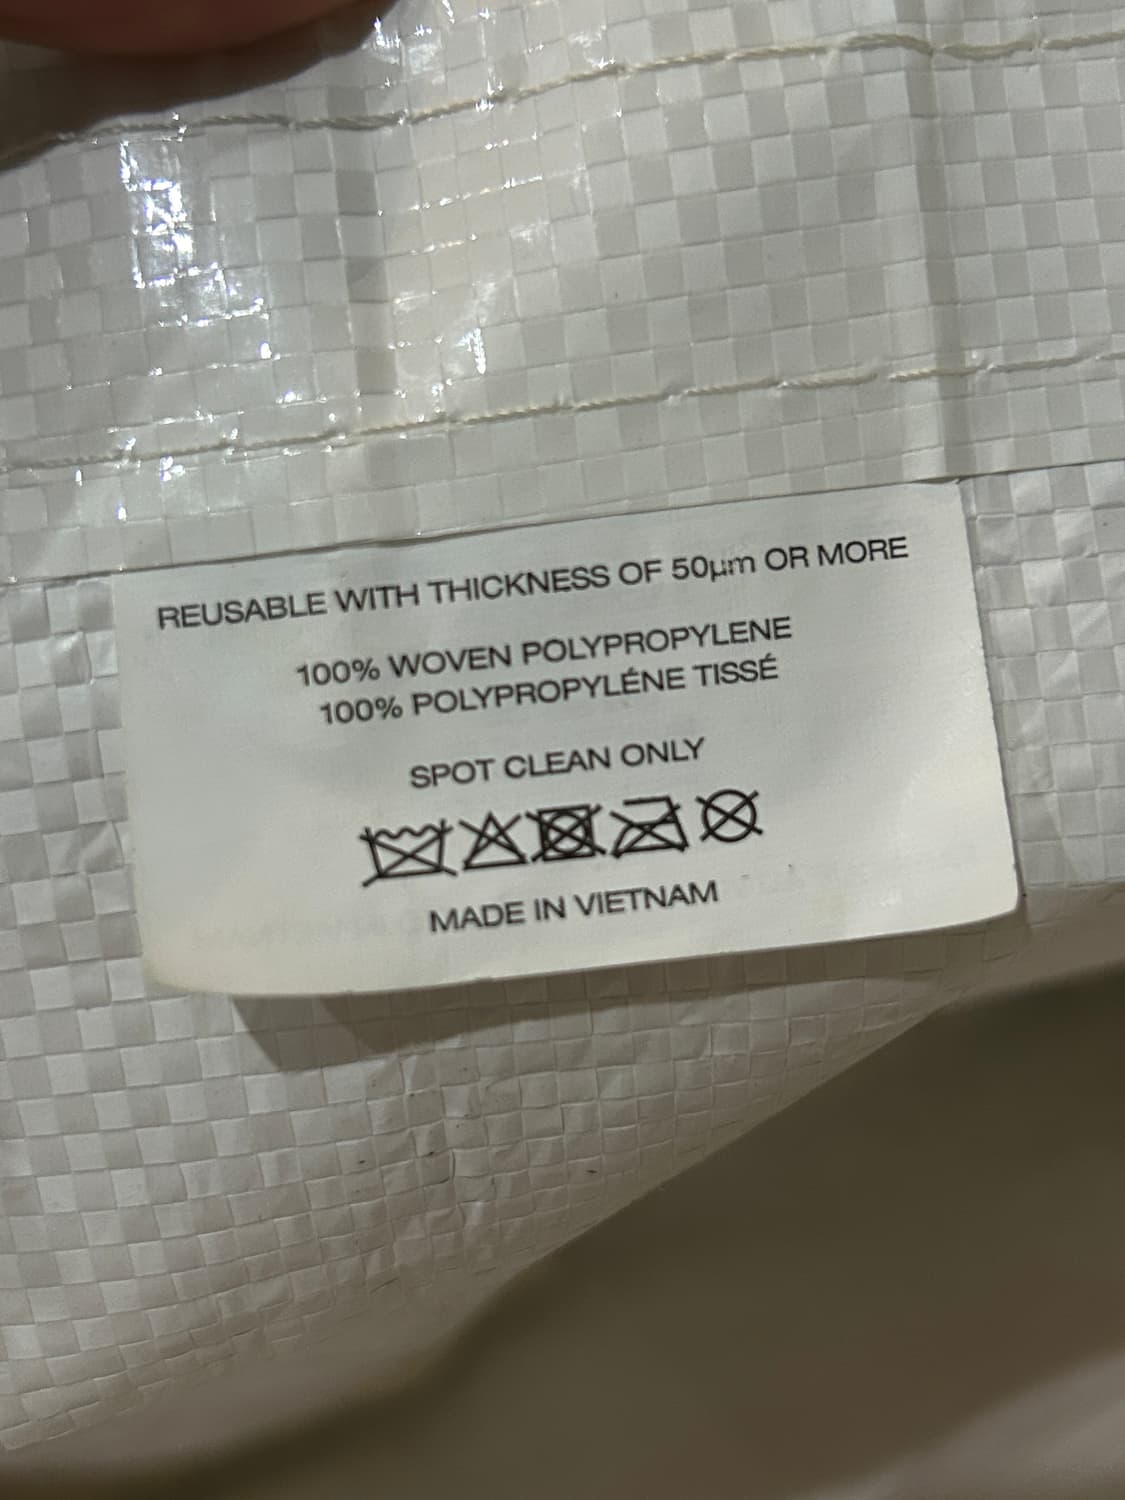 REUSABLE WITH THICKNESS OF 50µm OR MORE
100% WOVEN POLYPROPYLENE
100% POLYPROPYLÉNE TISSÉ
SPOT CLEAN ONLY
MADE IN VIETNAM